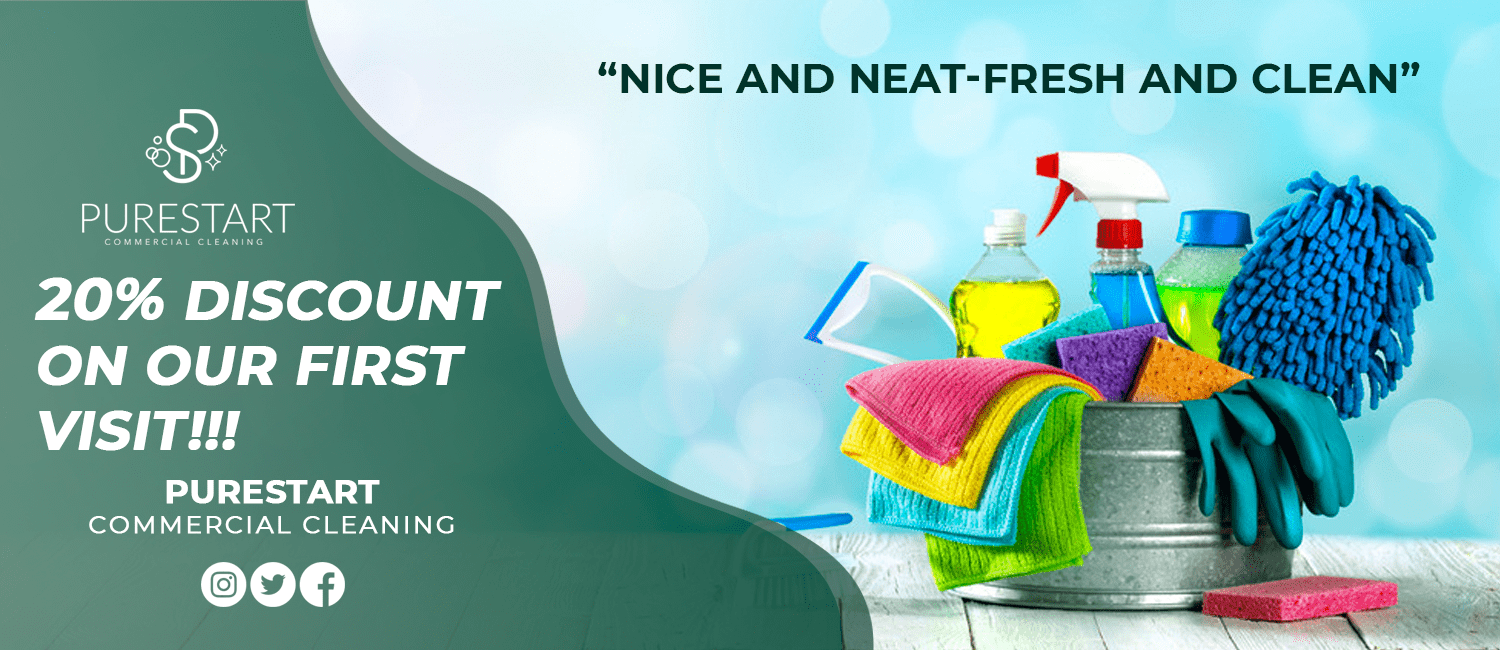 “NICE AND NEAT-FRESH AND CLEAN”
PURESTART
COMMERCIAL CLEANING
20% DISCOUNT
ON OUR FIRST
VISIT!!!
PURESTART
COMMERCIAL CLEANING